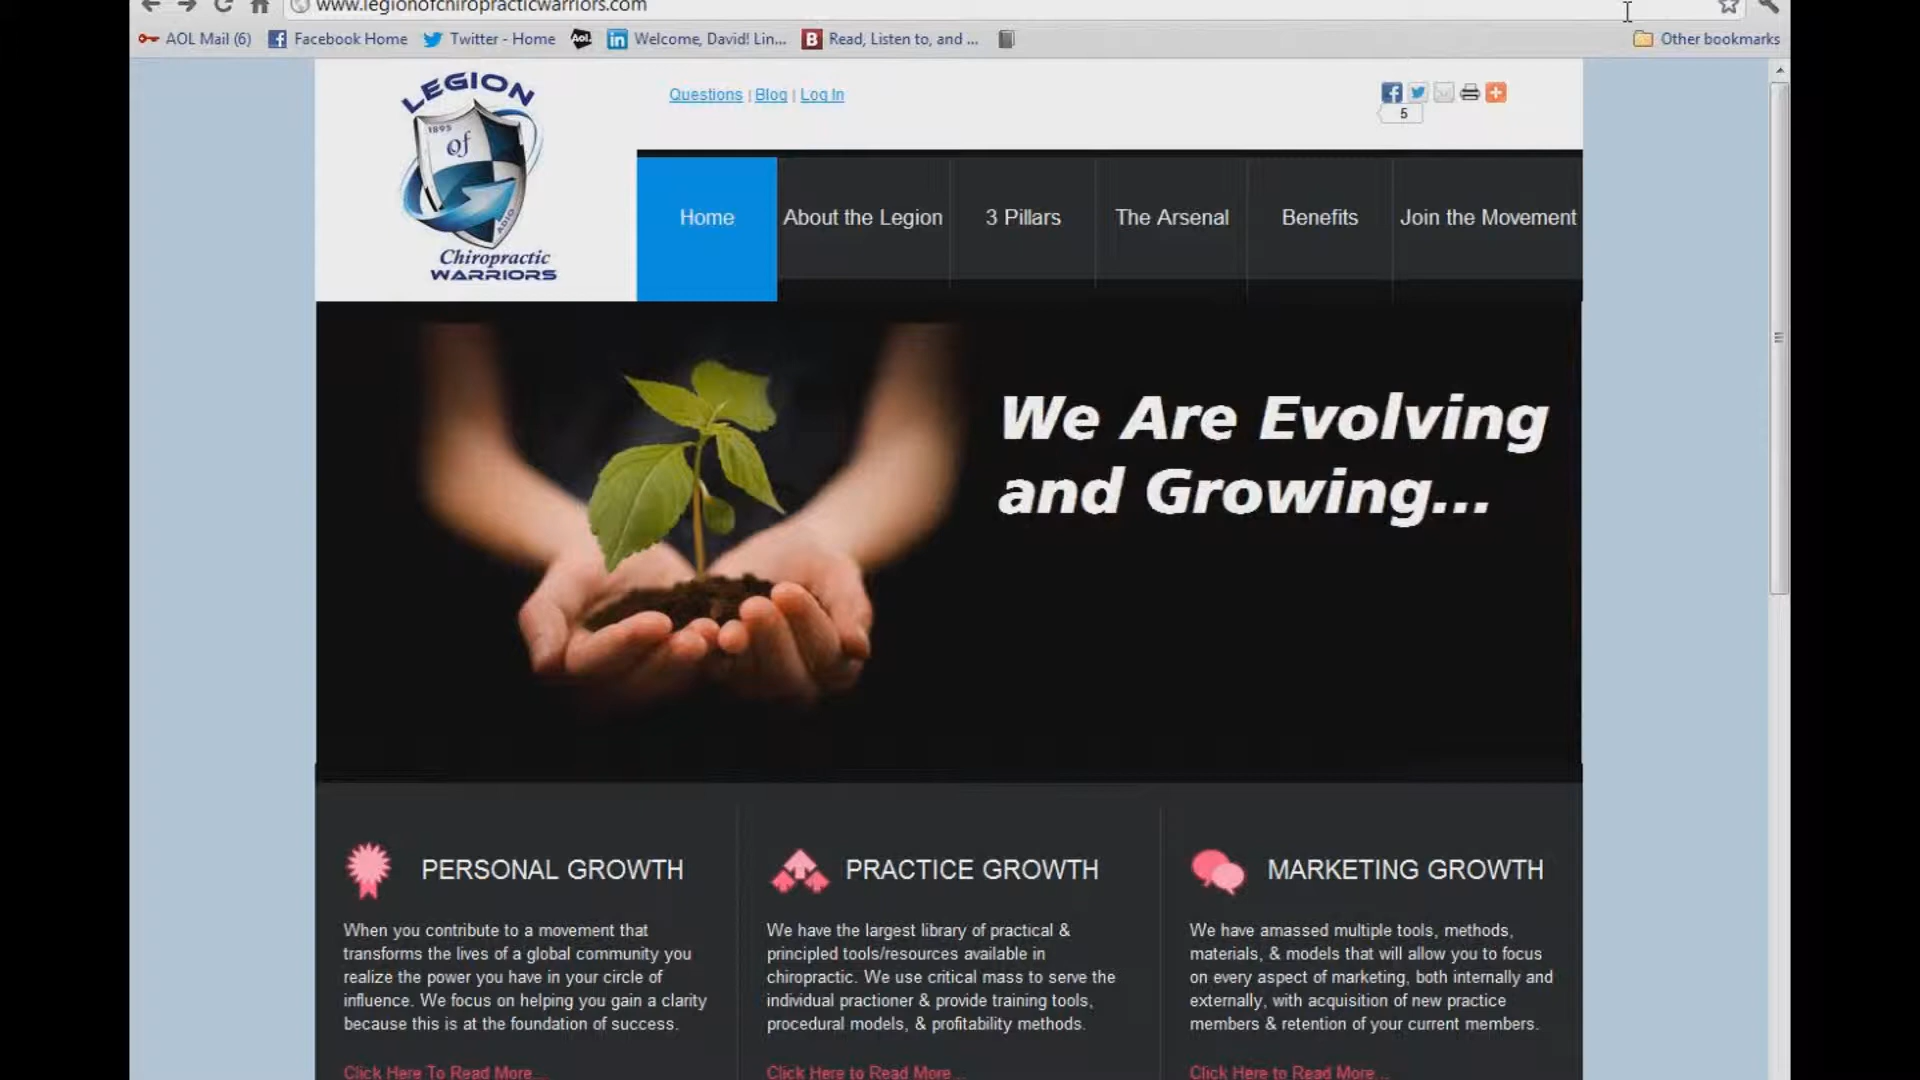 www.legionofchiropracticwarriors.com
AOL Mail (6) Facebook Home Twitter - Home Aol. Welcome, David! Lin... Read, Listen to, and ... Other bookmarks
LEGION
1895
of
ADIO
Chiropractic
WARRIORS
Questions | Blog | Log In
5
Home About the Legion 3 Pillars The Arsenal Benefits Join the Movement
We Are Evolving
and Growing...
PERSONAL GROWTH
When you contribute to a movement that
transforms the lives of a global community you
realize the power you have in your circle of
influence. We focus on helping you gain a clarity
because this is at the foundation of success.
Click Here To Read More...
PRACTICE GROWTH
We have the largest library of practical &
principled tools/resources available in
chiropractic. We use critical mass to serve the
individual practioner & provide training tools,
procedural models, & profitability methods.
Click Here to Read More...
MARKETING GROWTH
We have amassed multiple tools, methods,
materials, & models that will allow you to focus
on every aspect of marketing, both internally and
externally, with acquisition of new practice
members & retention of your current members.
Click Here to Read More...